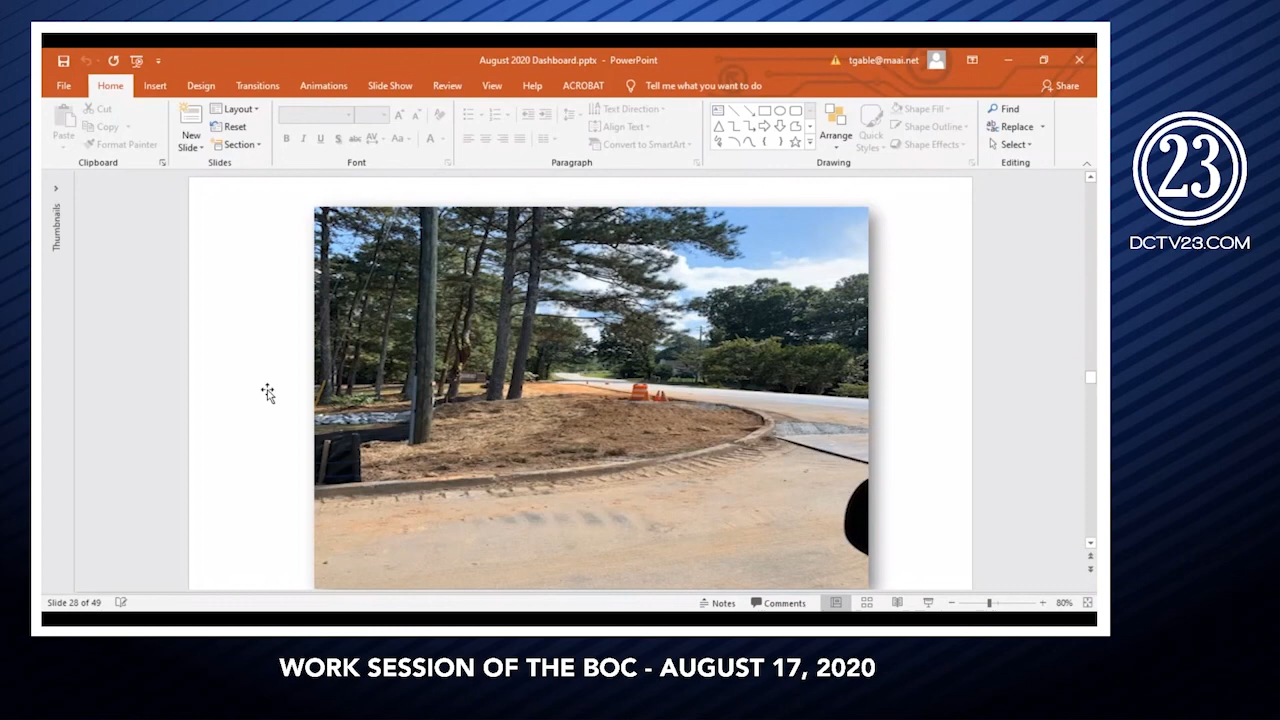 August 2020 Dashboard.pptx - PowerPoint
tgable@maai.net
File Home Insert Design Transitions Animations Slide Show Review View Help ACROBAT Tell me what you want to do Share
Paste
Cut
Copy
Format Painter
Clipboard
New
Slide
Layout
Reset
Section
Slides
B I U S abc AV Aa A
Font
Text Direction
Align Text
Convert to SmartArt
Paragraph
Arrange
Quick
Styles
Shape Fill
Shape Outline
Shape Effects
Drawing
Find
Replace
Select
Editing
Thumbnails
23
DCTV23.COM
Slide 28 of 49
Notes Comments 80%
WORK SESSION OF THE BOC - AUGUST 17, 2020